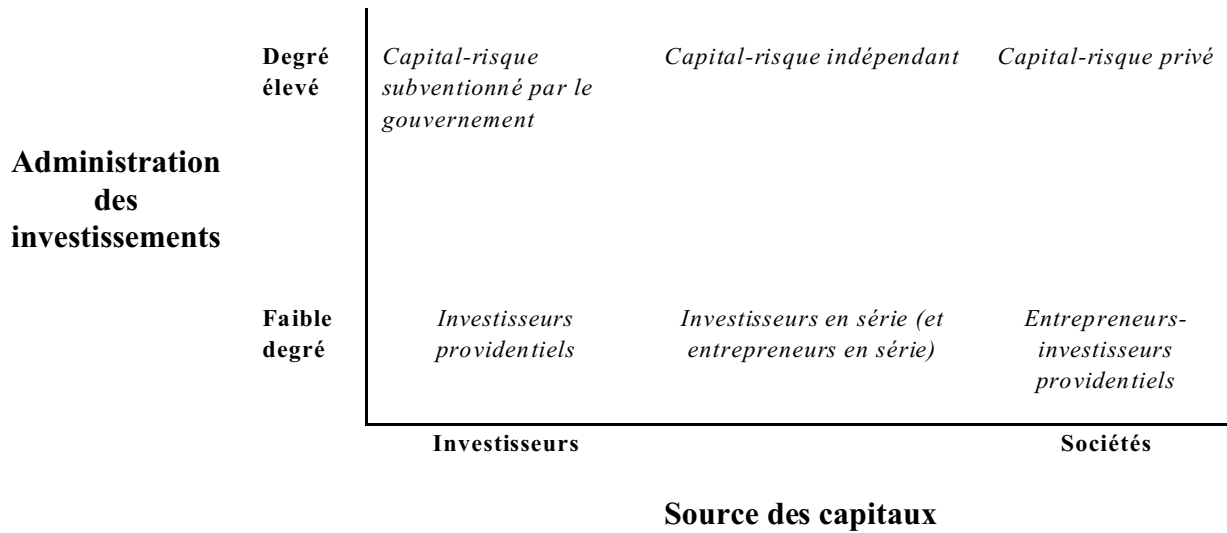 Degré
élevé
Capital-risque
subventionné par le
gouvernement
Capital-risque indépendant
Capital-risque privé
Administration
des
investissements
Faible
degré
Investisseurs
providentiels
Investisseurs en série (et
entrepreneurs en série)
Entrepreneurs-
investisseurs
providentiels
Investisseurs
Sociétés
Source des capitaux